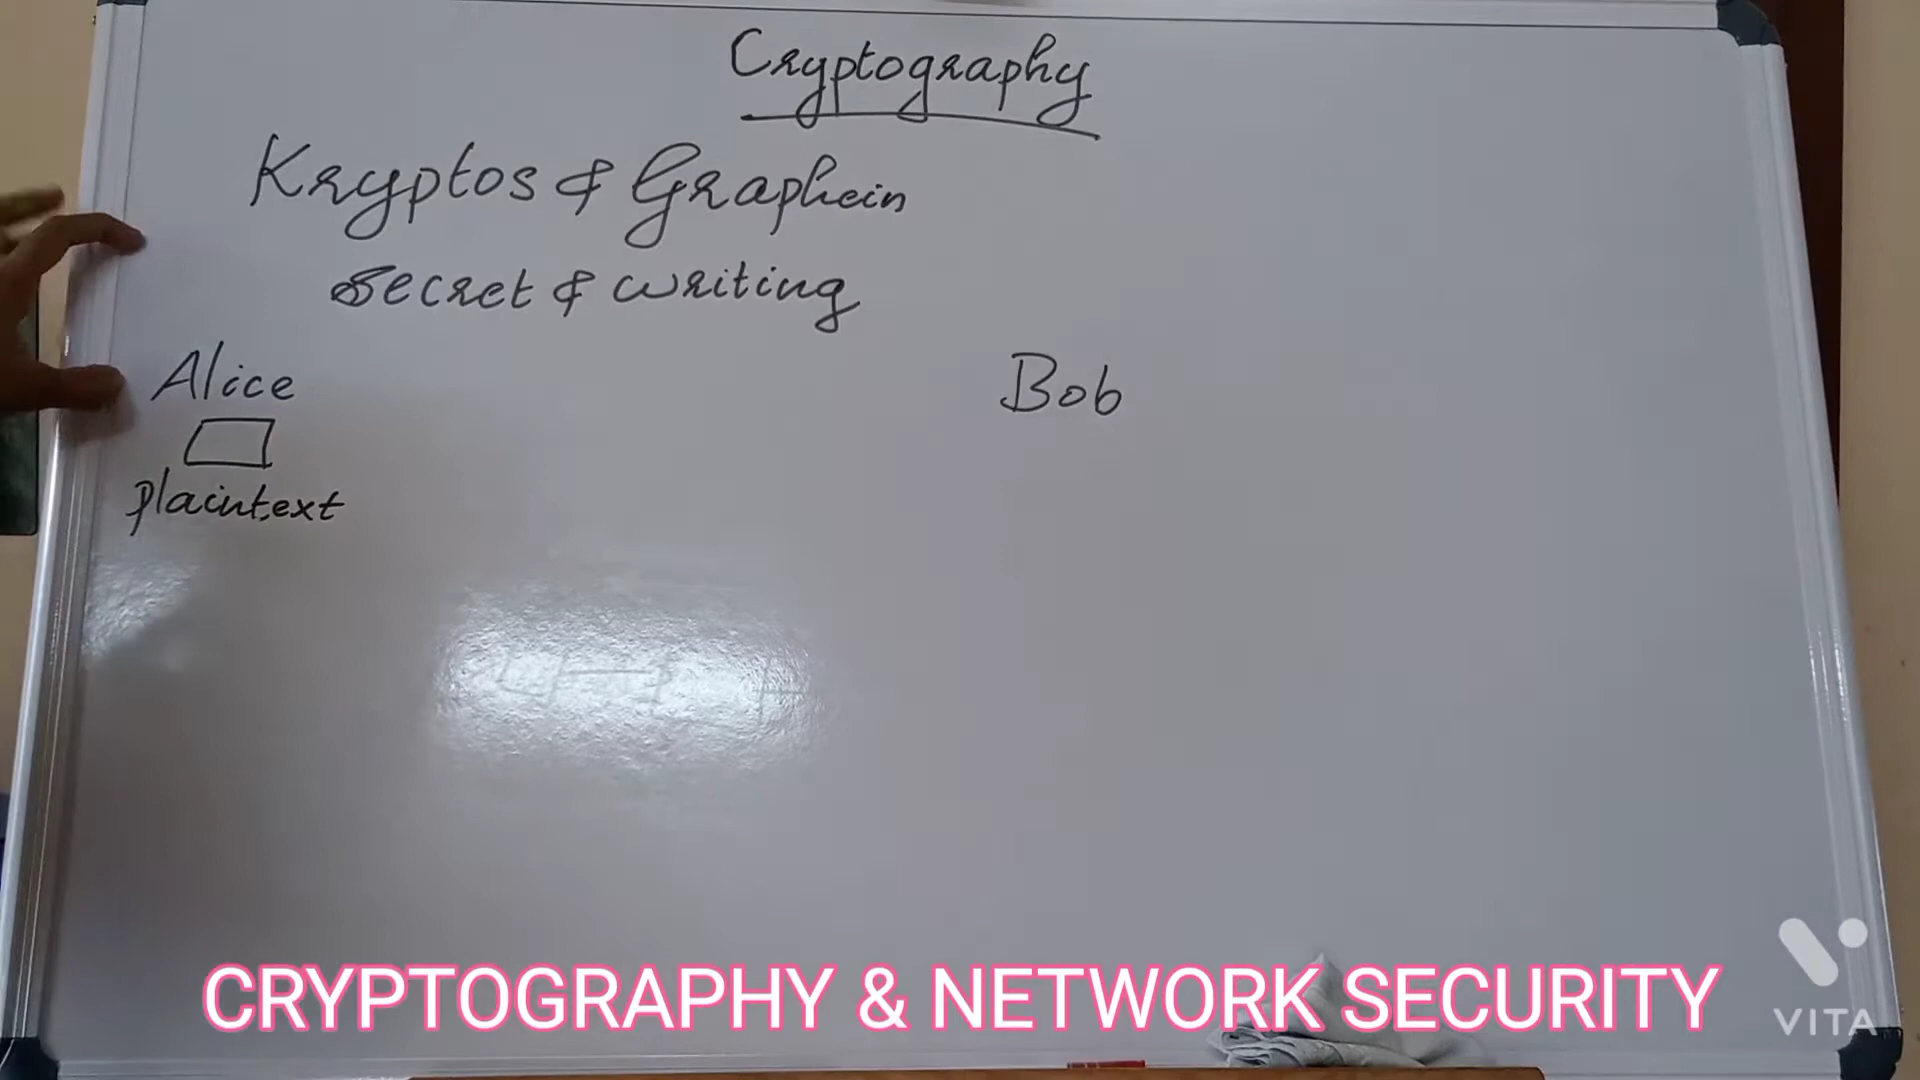 Cryptography
Kryptos & Graphein
Secret & writing
Alice
Bob
plaintext
CRYPTOGRAPHY & NETWORK SECURITY
VITA